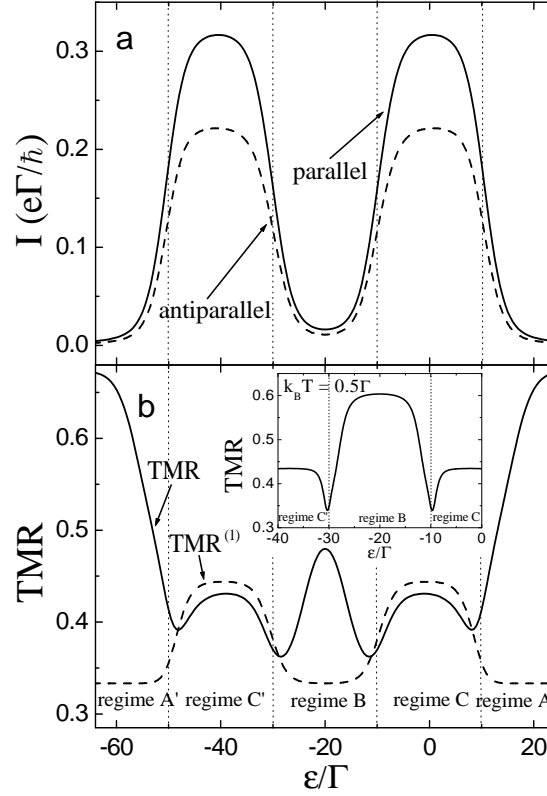 a
0.3
0.2
0.1
0.0
I (eΓ/ħ)
parallel
antiparallel
b
k_B T = 0.5Γ
0.6
0.5
0.4
0.3
TMR
regime C'
regime B
regime C
-40
-30
-20
-10
0
ε/Γ
0.6
0.5
0.4
0.3
TMR
TMR
TMR^(1)
regime A'
regime C'
regime B
regime C
regime A
-60
-40
-20
0
20
ε/Γ